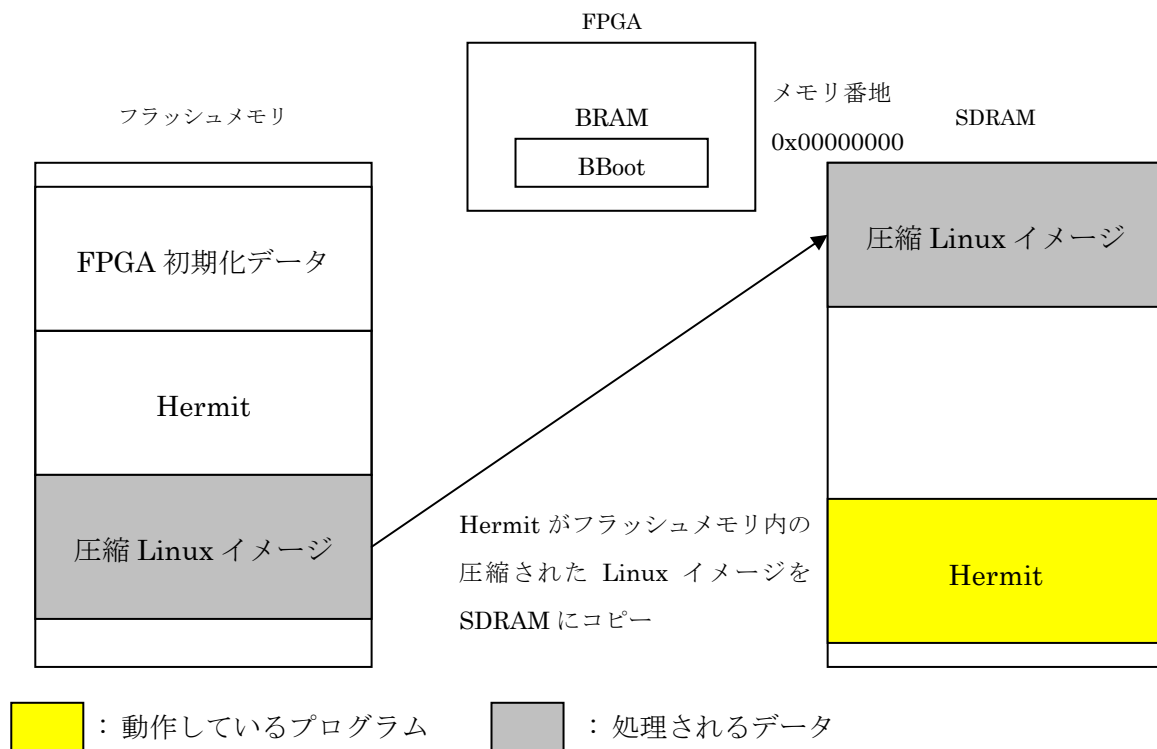 FPGA
メモリ番地
フラッシュメモリ
BRAM
SDRAM
0x00000000
BBoot
FPGA 初期化データ
圧縮 Linux イメージ
Hermit
圧縮 Linux イメージ
Hermit がフラッシュメモリ内の
圧縮された Linux イメージを
SDRAM にコピー
Hermit
：動作しているプログラム
：処理されるデータ